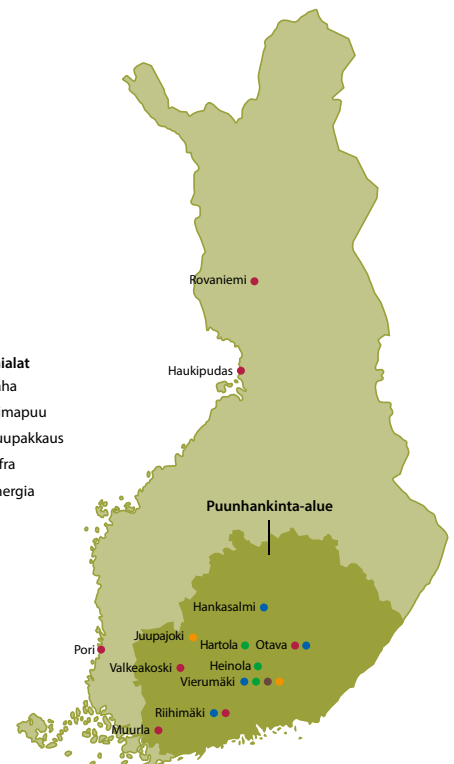 ialat
ha
imapuu
uupakkaus
fra
nergia
Rovaniemi
Haukipudas
Puunhankinta-alue
Hankasalmi
Juupajoki
Hartola
Otava
Pori
Valkeakoski
Heinola
Vierumäki
Riihimäki
Muurla